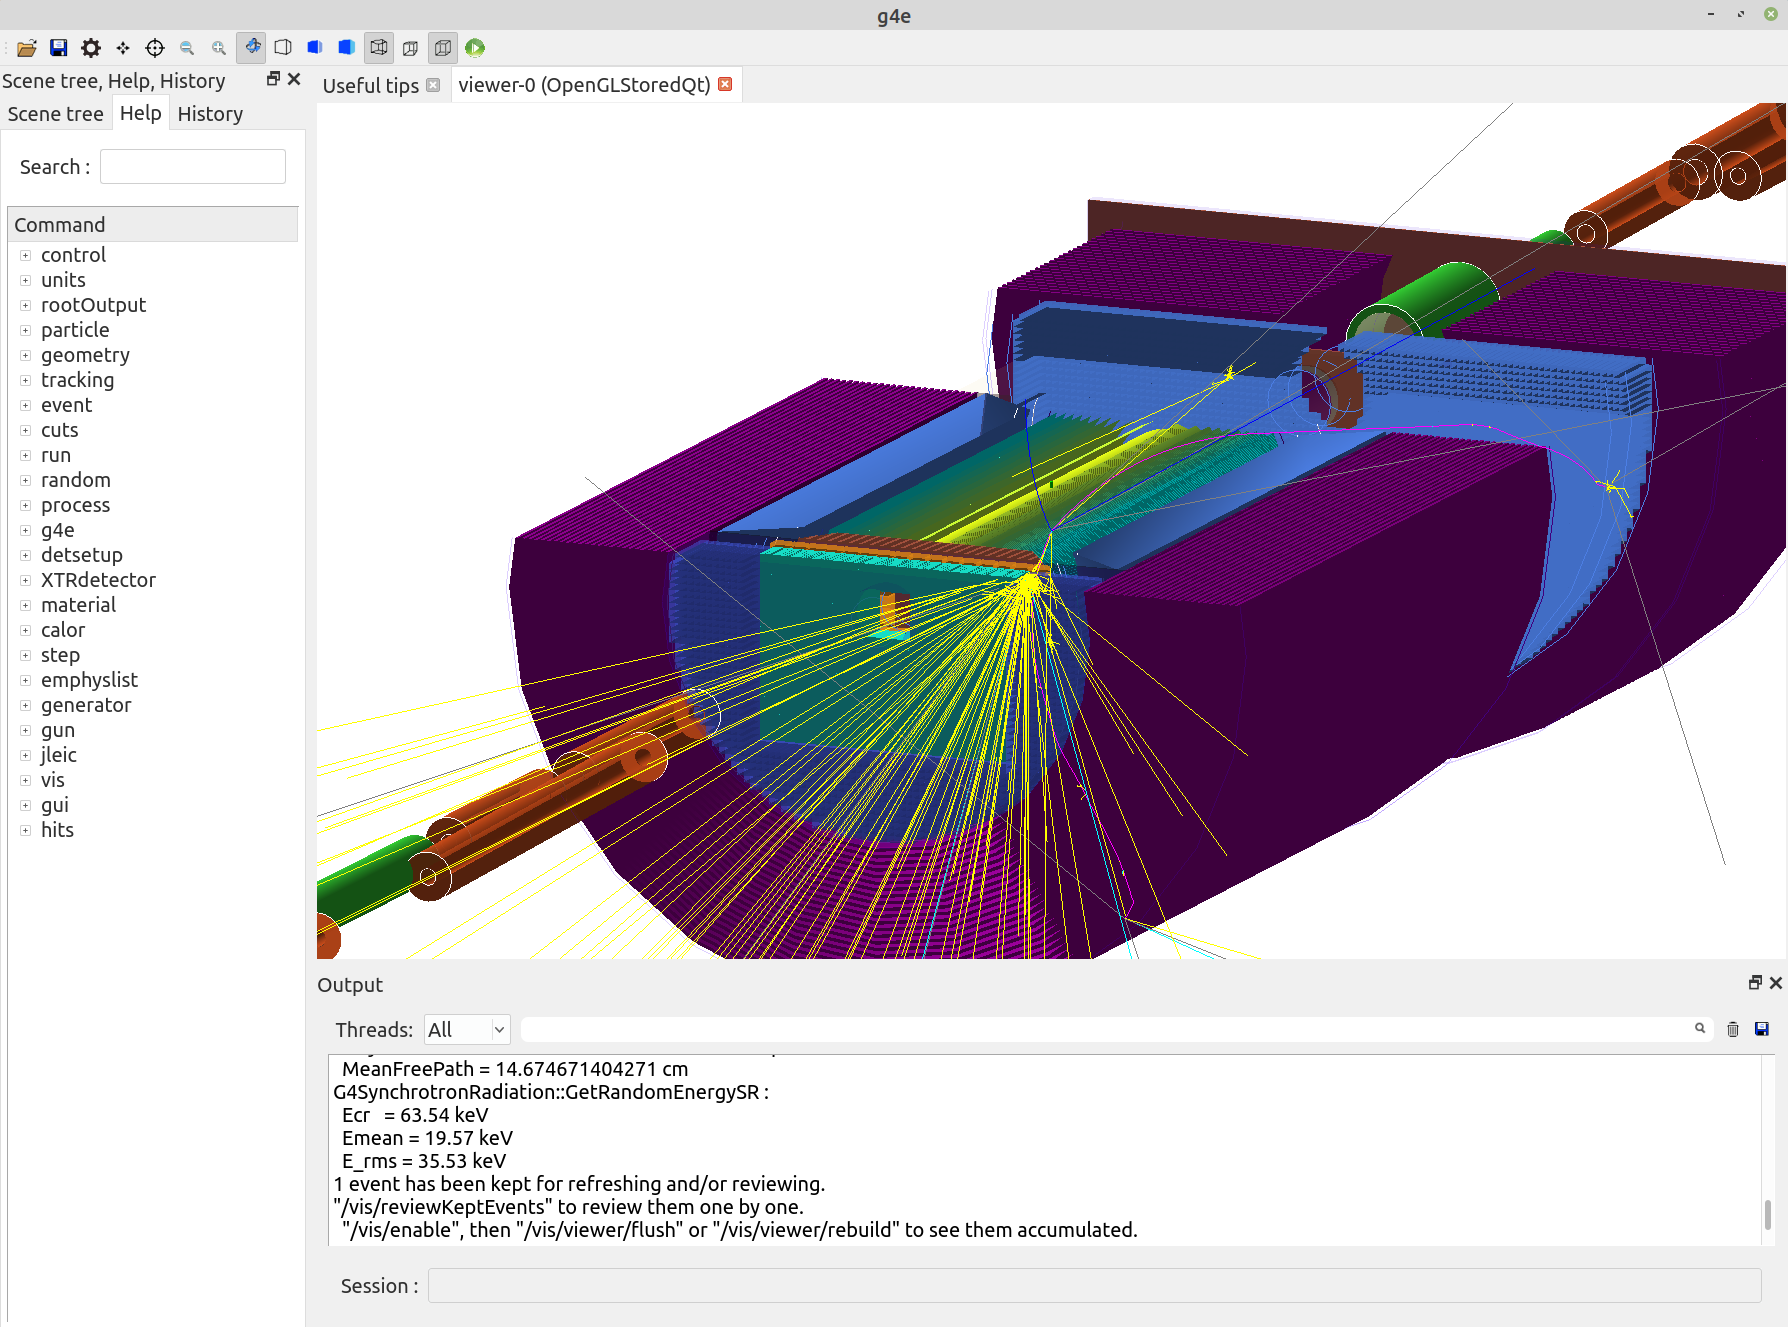 g4e
Scene tree, Help, History
Useful tips
viewer-0 (OpenGLStoredQt)
Scene tree
Help
History
Search :
Command
control
units
rootOutput
particle
geometry
tracking
event
cuts
run
random
process
g4e
detsetup
XTRdetector
material
calor
step
emphyslist
generator
gun
jleic
vis
gui
hits
Output
Threads: All
MeanFreePath = 14.674671404271 cm
G4SynchrotronRadiation::GetRandomEnergySR :
Ecr = 63.54 keV
Emean = 19.57 keV
E_rms = 35.53 keV
1 event has been kept for refreshing and/or reviewing.
"/vis/reviewKeptEvents" to review them one by one.
"/vis/enable", then "/vis/viewer/flush" or "/vis/viewer/rebuild" to see them accumulated.
Session :